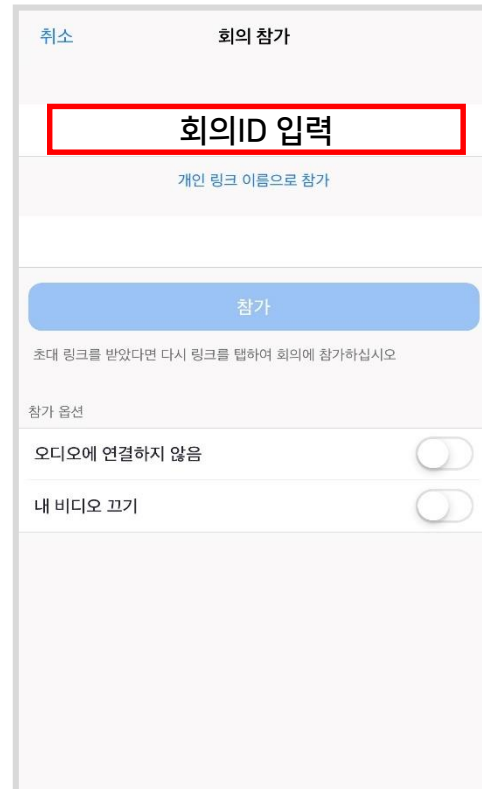 취소
회의 참가
회의ID 입력
개인 링크 이름으로 참가
참가
초대 링크를 받았다면 다시 링크를 탭하여 회의에 참가하십시오
참가 옵션
오디오에 연결하지 않음
내 비디오 끄기